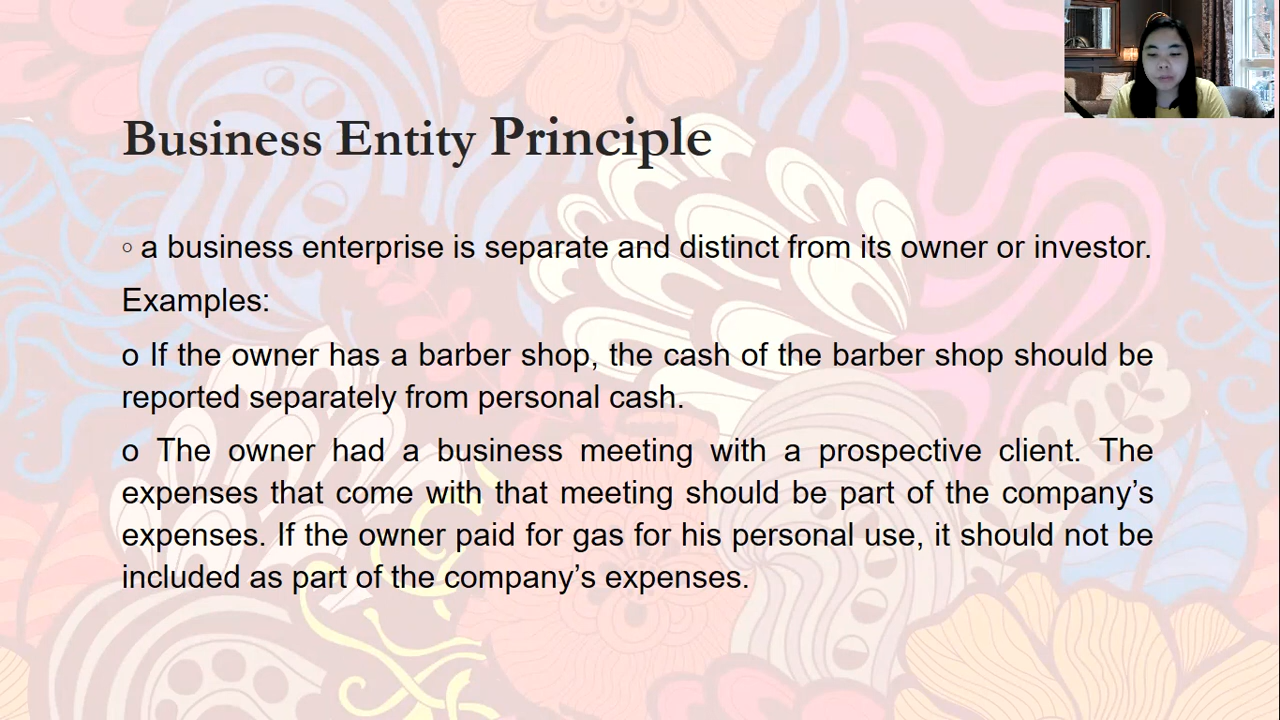 Business Entity Principle
◦ a business enterprise is separate and distinct from its owner or investor.
Examples:
o If the owner has a barber shop, the cash of the barber shop should be
reported separately from personal cash.
o The owner had a business meeting with a prospective client. The
expenses that come with that meeting should be part of the company’s
expenses. If the owner paid for gas for his personal use, it should not be
included as part of the company’s expenses.